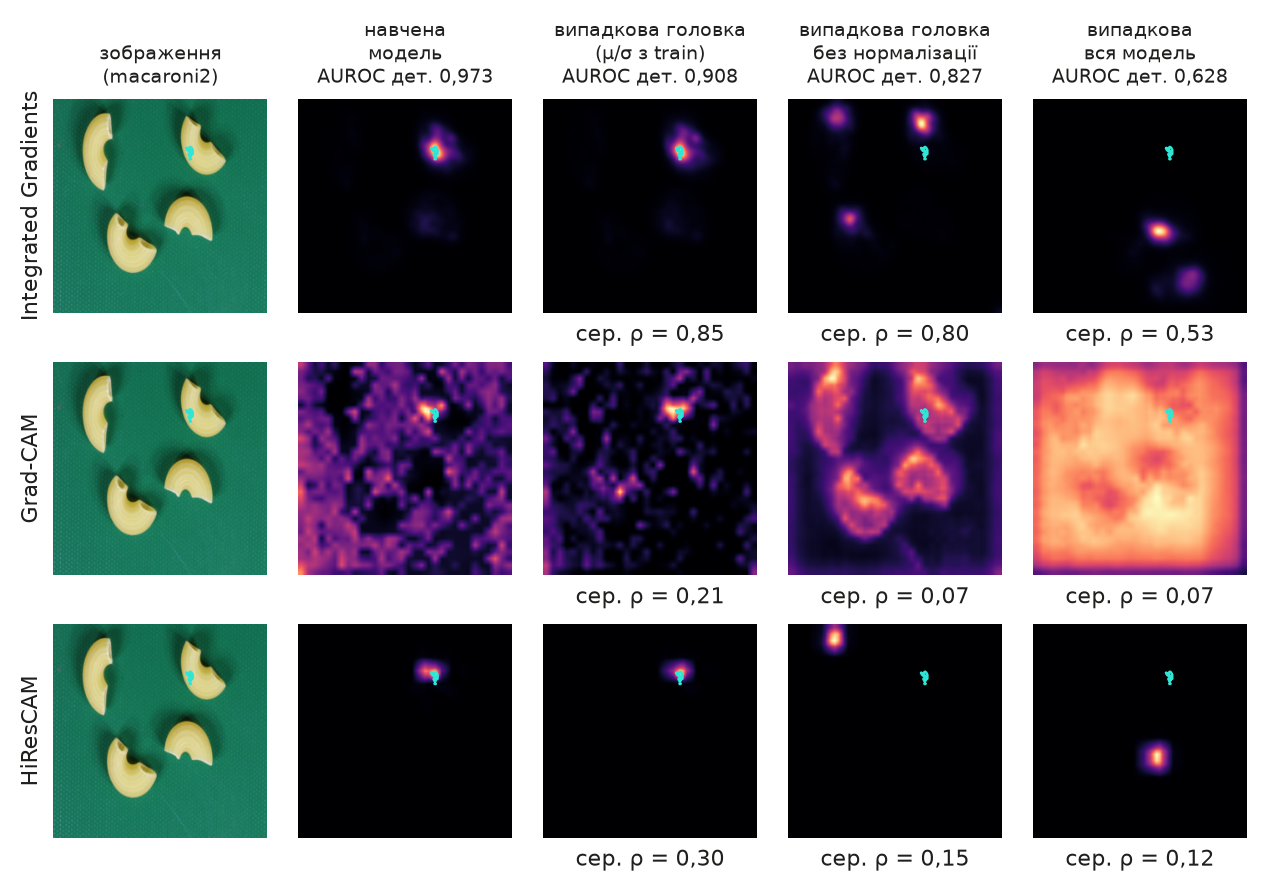 зображення
(macaroni2)
навчена
модель
AUROC дет. 0,973
випадкова головка
(μ/σ з train)
AUROC дет. 0,908
випадкова головка
без нормалізації
AUROC дет. 0,827
випадкова
вся модель
AUROC дет. 0,628
Integrated Gradients
сер. ρ = 0,85
сер. ρ = 0,80
сер. ρ = 0,53
Grad-CAM
сер. ρ = 0,21
сер. ρ = 0,07
сер. ρ = 0,07
HiResCAM
сер. ρ = 0,30
сер. ρ = 0,15
сер. ρ = 0,12